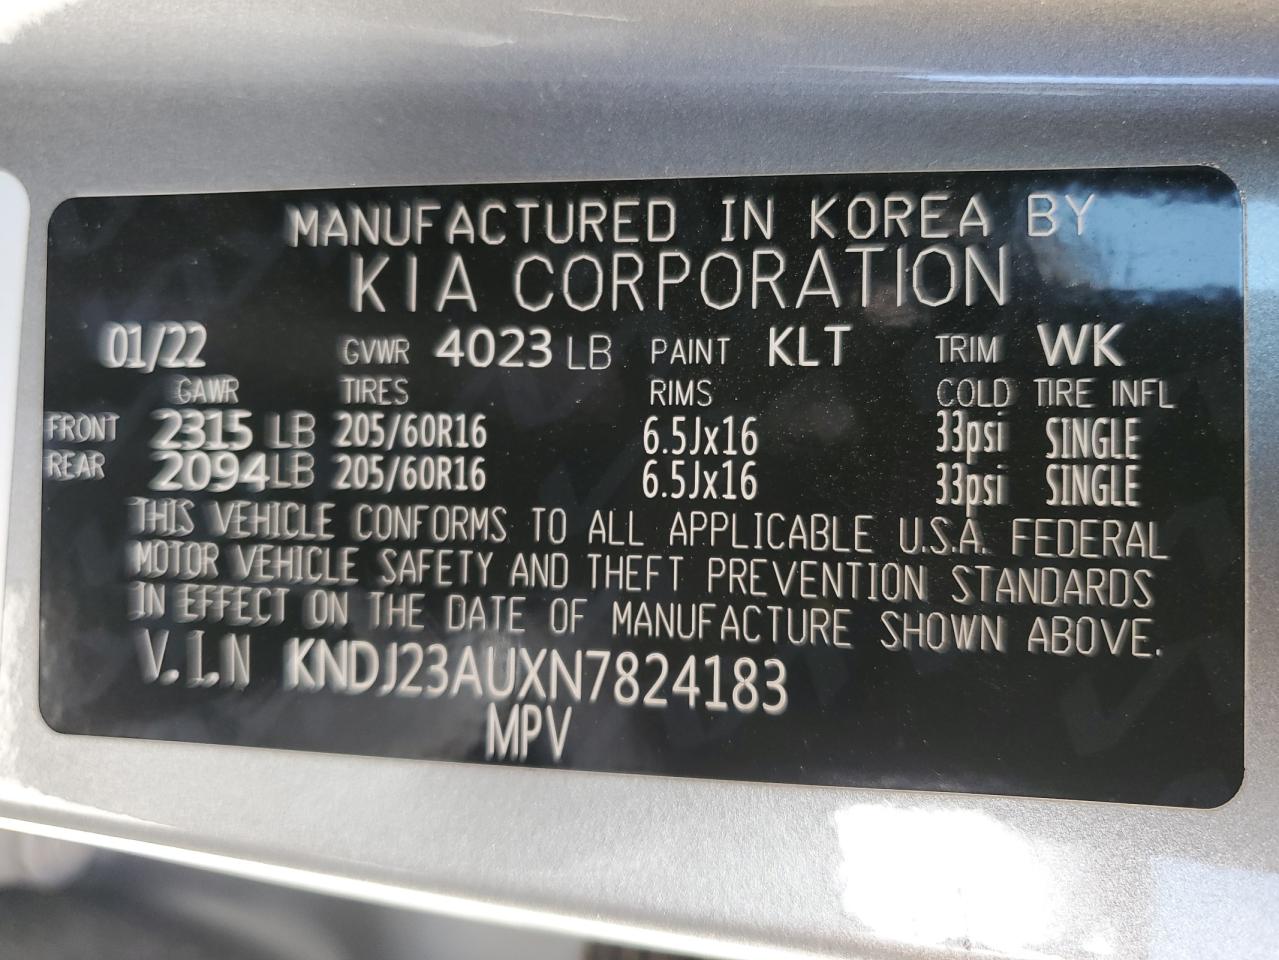 MANUFACTURED IN KOREA BY
KIA CORPORATION
01/22 GVWR 4023 LB PAINT KLT TRIM WK
GAWR TIRES RIMS COLD TIRE INFL
FRONT 2315 LB 205/60R16 6.5Jx16 33psi SINGLE
REAR 2094 LB 205/60R16 6.5Jx16 33psi SINGLE
THIS VEHICLE CONFORMS TO ALL APPLICABLE U.S.A. FEDERAL
MOTOR VEHICLE SAFETY AND THEFT PREVENTION STANDARDS
IN EFFECT ON THE DATE OF MANUFACTURE SHOWN ABOVE.
V.I.N KNDJ23AUXN7824183
MPV